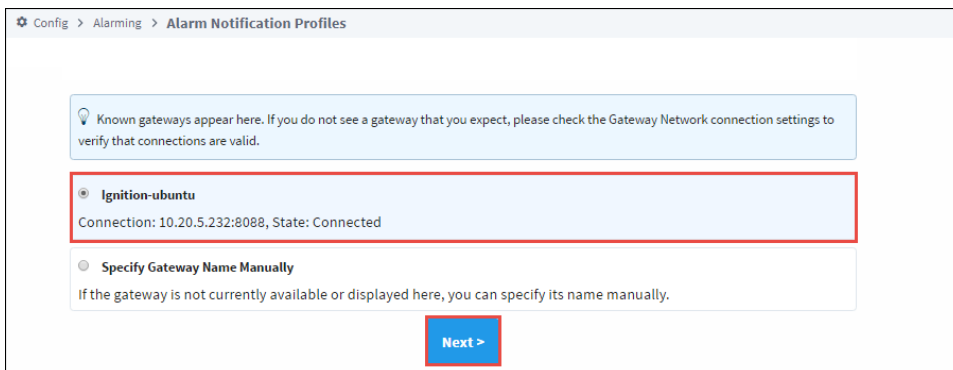 Config > Alarming > Alarm Notification Profiles
Known gateways appear here. If you do not see a gateway that you expect, please check the Gateway Network connection settings to
verify that connections are valid.
Ignition-ubuntu
Connection: 10.20.5.232:8088, State: Connected
Specify Gateway Name Manually
If the gateway is not currently available or displayed here, you can specify its name manually.
Next >